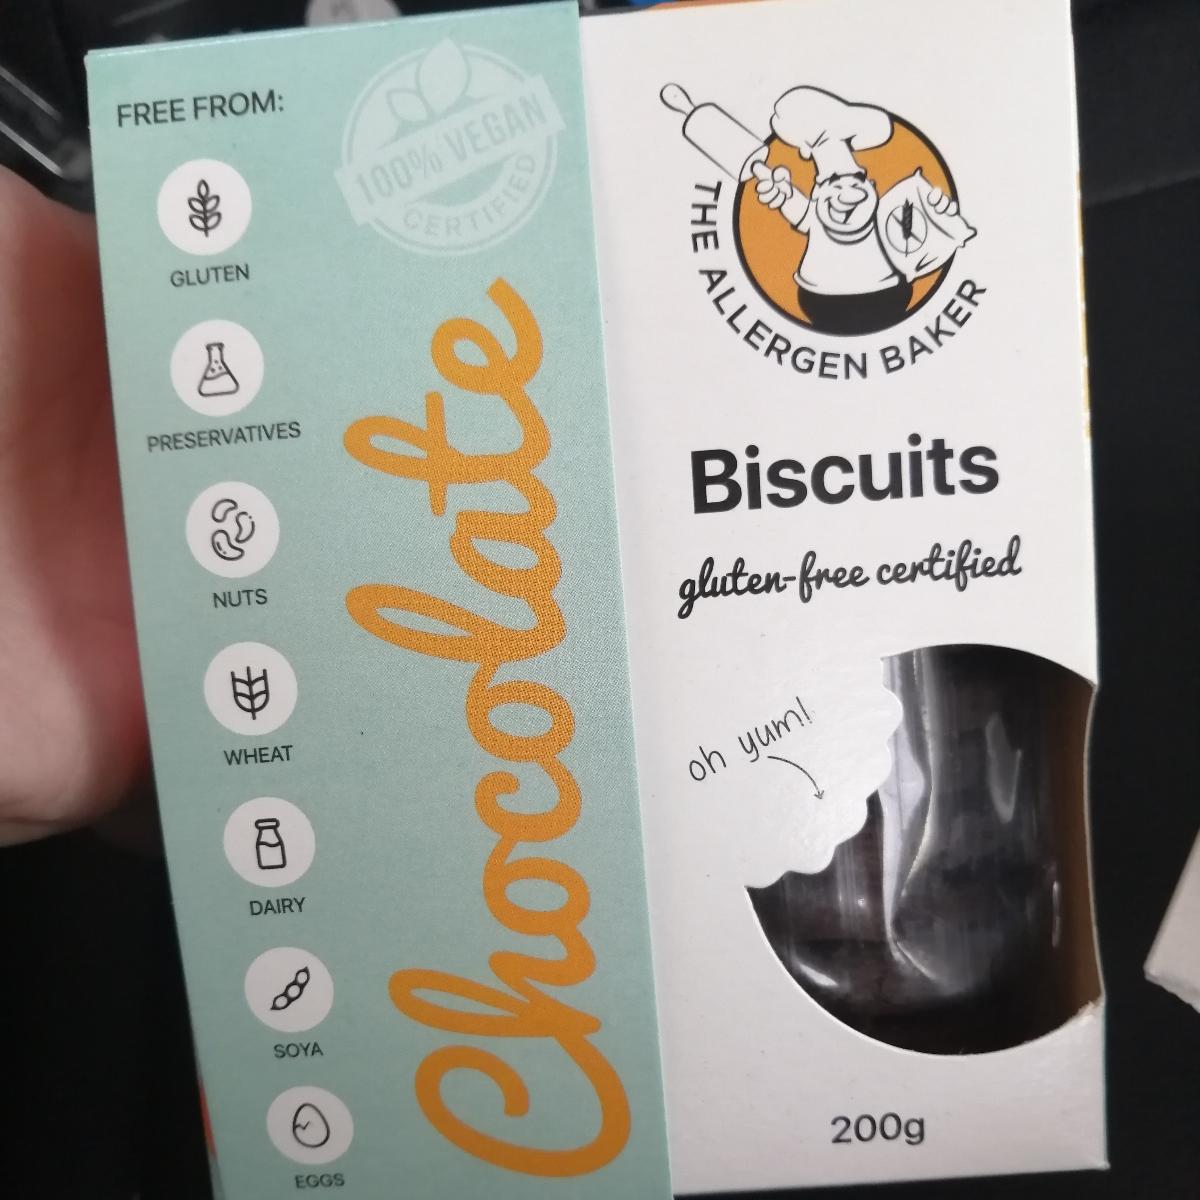 FREE FROM:
100% VEGAN
CERTIFIED
GLUTEN
PRESERVATIVES
NUTS
WHEAT
DAIRY
SOYA
EGGS
Chocolate
THE ALLERGEN BAKER
Biscuits
gluten-free certified
oh yum!
200g